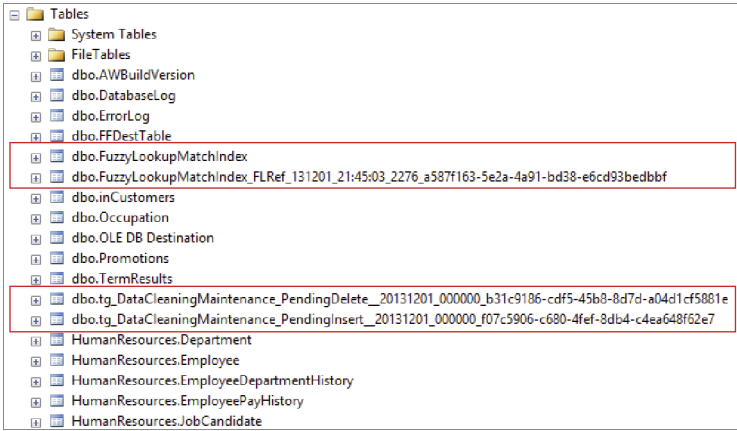 Tables
System Tables
FileTables
dbo.AWBuildVersion
dbo.DatabaseLog
dbo.ErrorLog
dbo.FFDestTable
dbo.FuzzyLookupMatchIndex
dbo.FuzzyLookupMatchIndex_FLRef_131201_21:45:03_2276_a587f163-5e2a-4a91-bd38-e6cd93bedbbf
dbo.inCustomers
dbo.Occupation
dbo.OLE DB Destination
dbo.Promotions
dbo.TermResults
dbo.tg_DataCleaningMaintenance_PendingDelete__20131201_000000_b31c9186-cdf5-45b8-8d7d-a04d1cf5881e
dbo.tg_DataCleaningMaintenance_PendingInsert__20131201_000000_f07c5906-c680-4fef-8db4-c4ea648f62e7
HumanResources.Department
HumanResources.Employee
HumanResources.EmployeeDepartmentHistory
HumanResources.EmployeePayHistory
HumanResources.JobCandidate